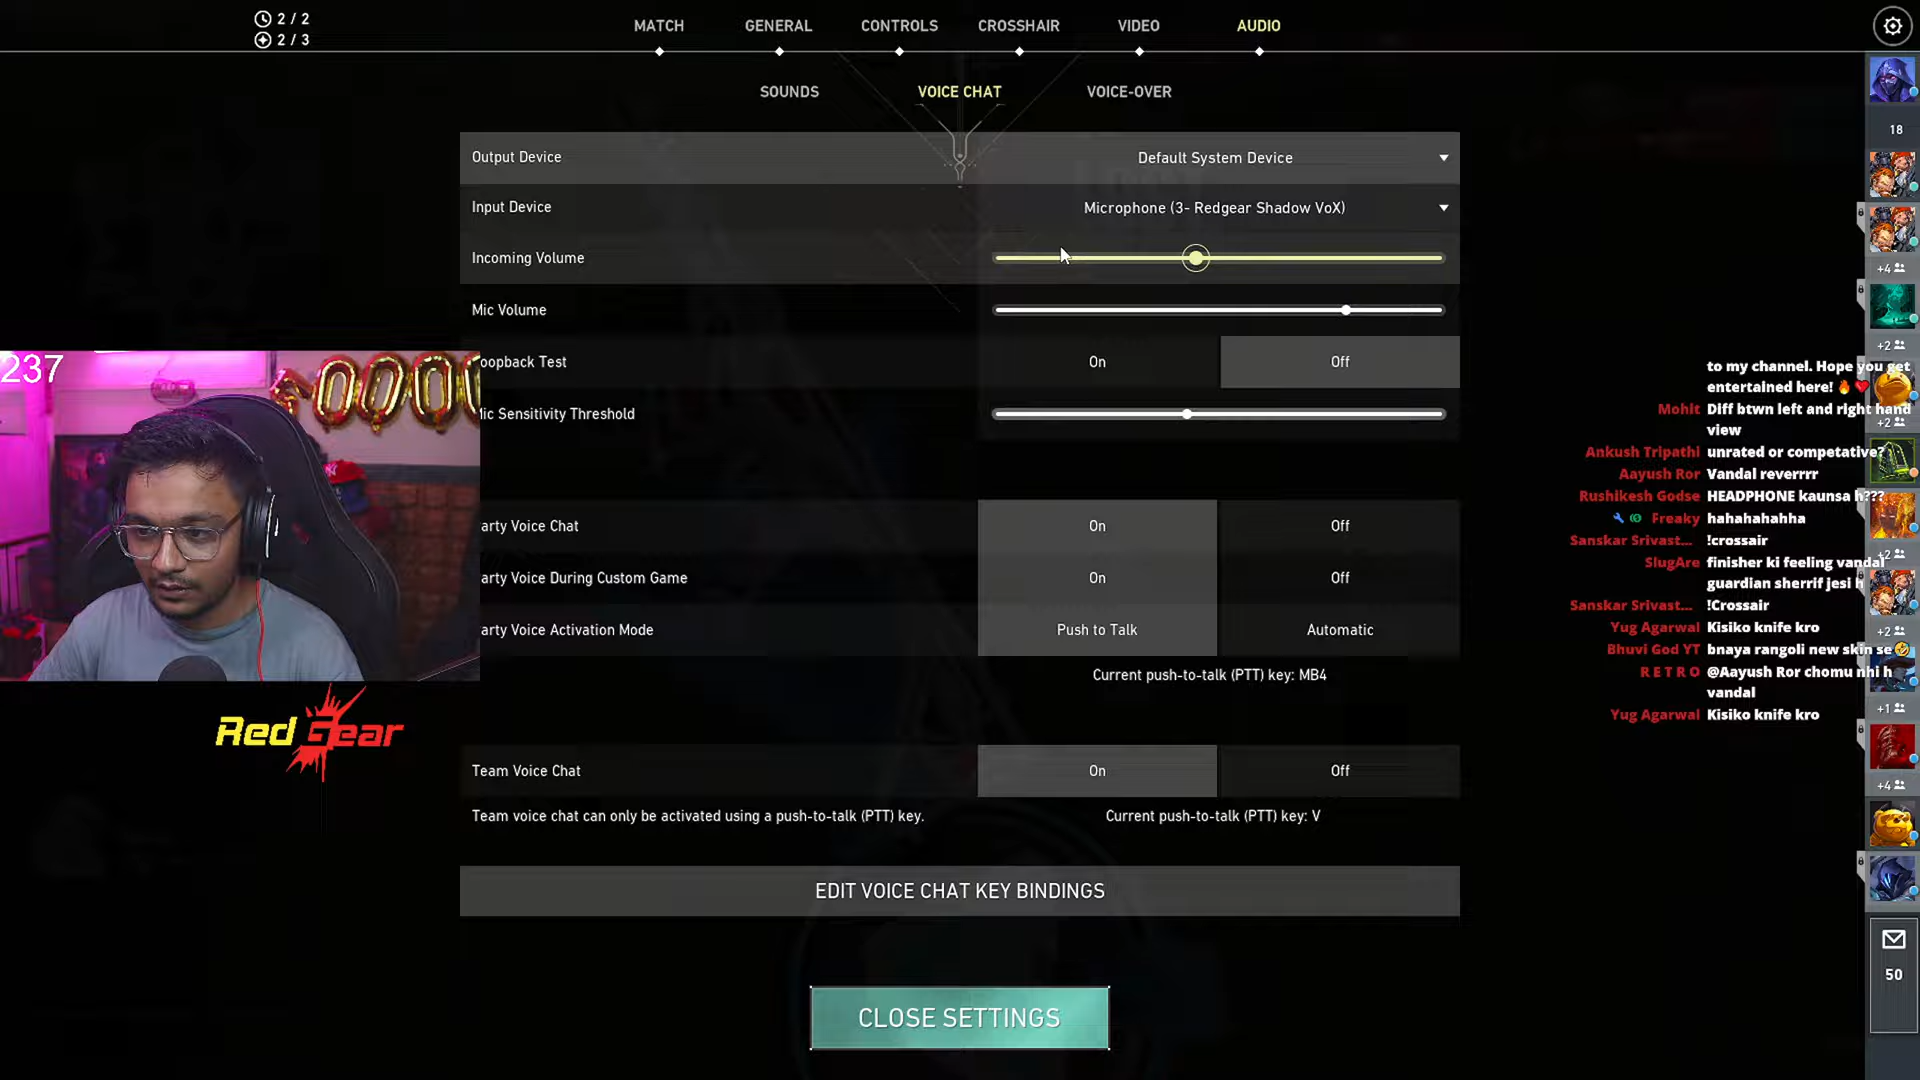 2 / 2
2 / 3
MATCH
GENERAL
CONTROLS
CROSSHAIR
VIDEO
AUDIO
SOUNDS
VOICE CHAT
VOICE-OVER
Output Device
Default System Device
Input Device
Microphone (3- Redgear Shadow VoX)
Incoming Volume
Mic Volume
oopback Test
On
Off
ic Sensitivity Threshold
arty Voice Chat
On
Off
arty Voice During Custom Game
On
Off
arty Voice Activation Mode
Push to Talk
Automatic
Current push-to-talk (PTT) key: MB4
Team Voice Chat
On
Off
Team voice chat can only be activated using a push-to-talk (PTT) key.
Current push-to-talk (PTT) key: V
EDIT VOICE CHAT KEY BINDINGS
CLOSE SETTINGS
237
Red Gear
to my channel. Hope you get
entertained here! 🔥❤
Mohit Diff btwn left and right hand
view
Ankush Tripathi unrated or competative?
Aayush Ror Vandal reverrrr
Rushikesh Godse HEADPHONE kaunsa h???
Freaky hahahahahha
Sanskar Srivast... !crossair
SlugAre finisher ki feeling vandal
guardian sherrif jesi h
Sanskar Srivast... !Crossair
Yug Agarwal Kisiko knife kro
Bhuvi God YT bnaya rangoli new skin se
R E T R O @Aayush Ror chomu nhi h
vandal
Yug Agarwal Kisiko knife kro
18
+4
+2
+2
+2
+2
+1
+4
50